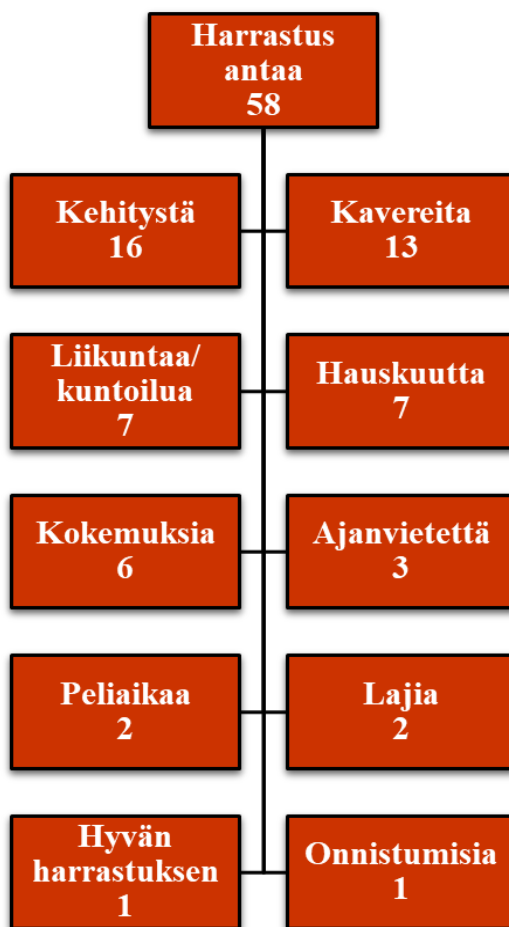 Harrastus
antaa
58
Kehitystä
16
Kavereita
13
Liikuntaa/
kuntoilua
7
Hauskuutta
7
Kokemuksia
6
Ajanvietettä
3
Peliaikaa
2
Lajia
2
Hyvän
harrastuksen
1
Onnistumisia
1